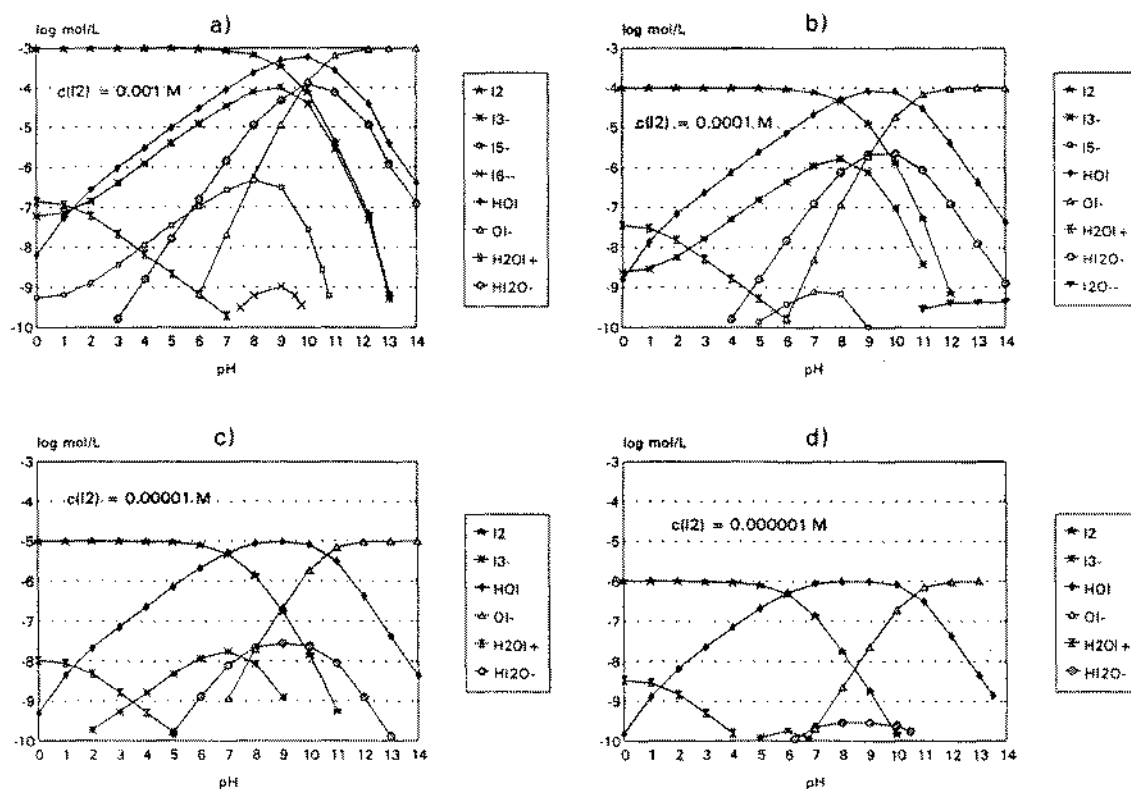 a)
log mol/L
-3
-4
-5
-6
-7
-8
-9
-10
c(I2) = 0.001 M
0 1 2 3 4 5 6 7 8 9 10 11 12 13 14
pH
I2
I3-
I5-
I6--
HOI
OI-
H2OI+
HI2O-
b)
log mol/L
-3
-4
-5
-6
-7
-8
-9
-10
c(I2) = 0.0001 M
0 1 2 3 4 5 6 7 8 9 10 11 12 13 14
pH
I2
I3-
I5-
HOI
OI-
H2OI+
HI2O-
I2O--
c)
log mol/L
-3
-4
-5
-6
-7
-8
-9
-10
c(I2) = 0.00001 M
0 1 2 3 4 5 6 7 8 9 10 11 12 13 14
pH
I2
I3-
HOI
OI-
H2OI+
HI2O-
d)
log mol/L
-3
-4
-5
-6
-7
-8
-9
-10
c(I2) = 0.000001 M
0 1 2 3 4 5 6 7 8 9 10 11 12 13 14
pH
I2
I3-
HOI
OI-
H2OI+
HI2O-